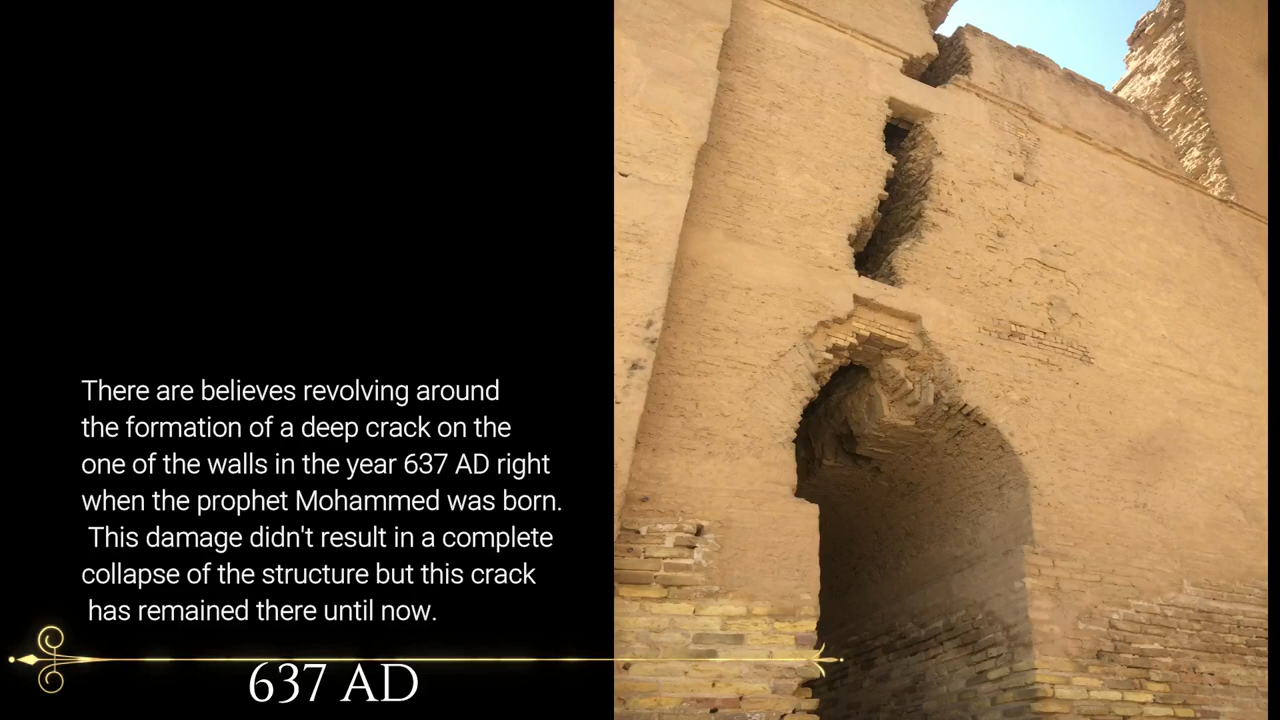 There are believes revolving around
the formation of a deep crack on the
one of the walls in the year 637 AD right
when the prophet Mohammed was born.
This damage didn't result in a complete
collapse of the structure but this crack
has remained there until now.
637 AD